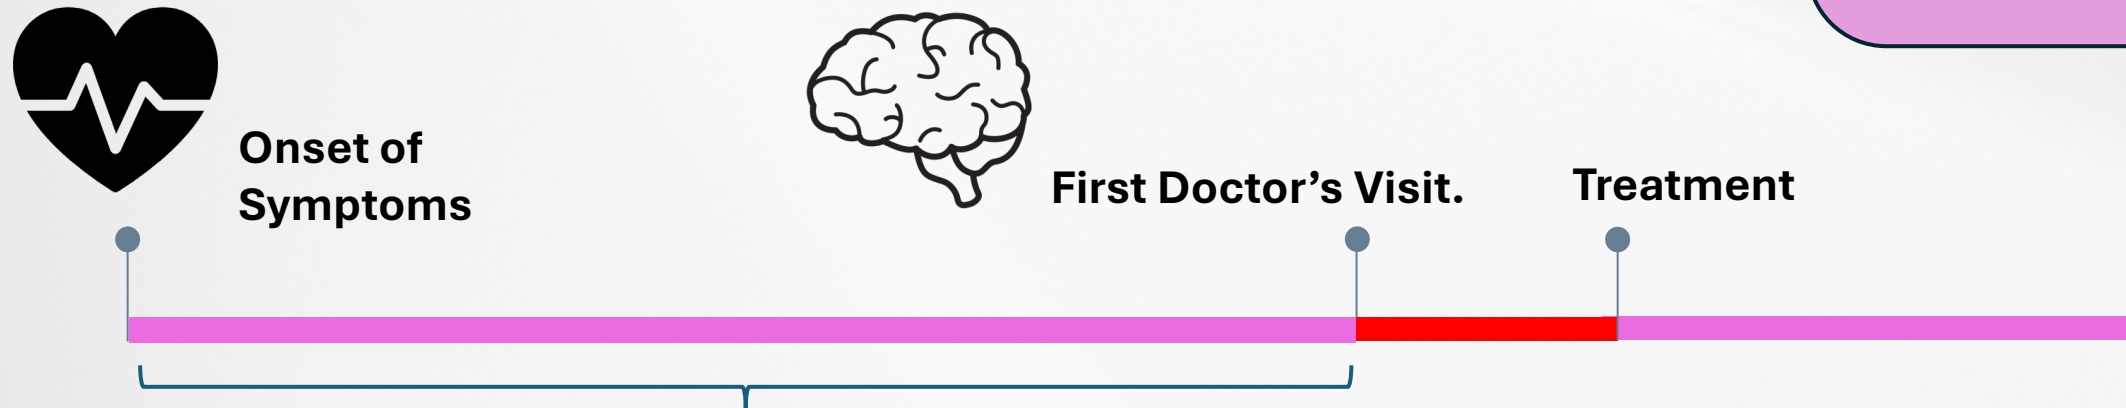 Onset of
Symptoms
First Doctor’s Visit.
Treatment